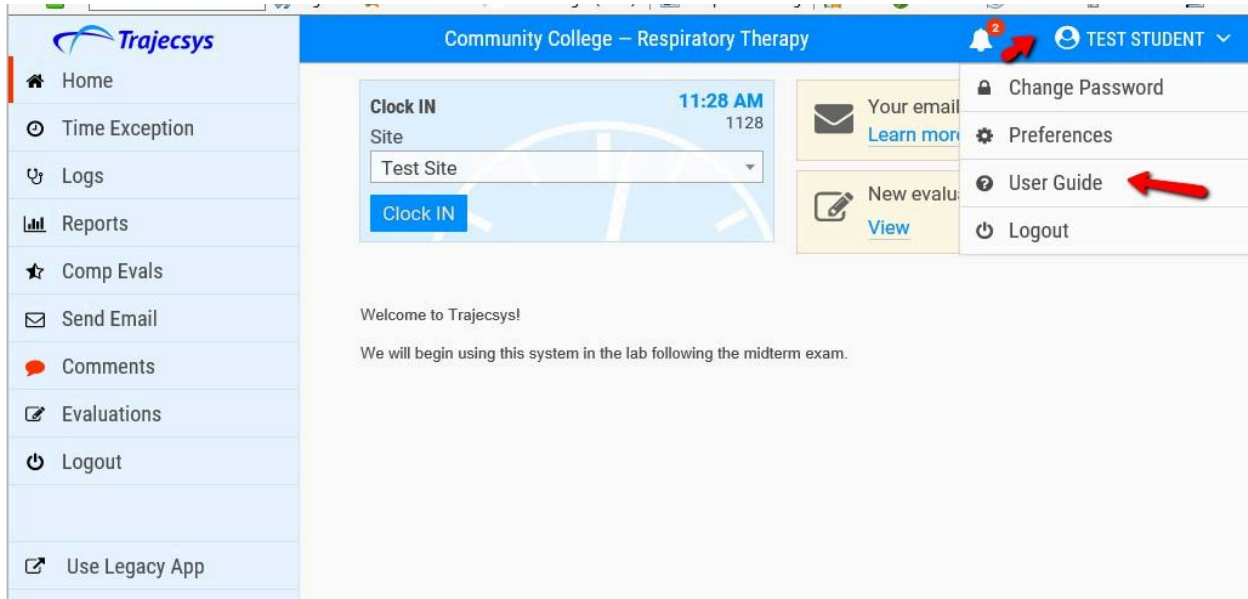 Trajecsys
Community College – Respiratory Therapy
2
TEST STUDENT
Home
Time Exception
Logs
Reports
Comp Evals
Send Email
Comments
Evaluations
Logout
Use Legacy App
Clock IN
11:28 AM
1128
Site
Test Site
Clock IN
Your email
Learn more
New evalu
View
Change Password
Preferences
User Guide
Logout
Welcome to Trajecsys!
We will begin using this system in the lab following the midterm exam.